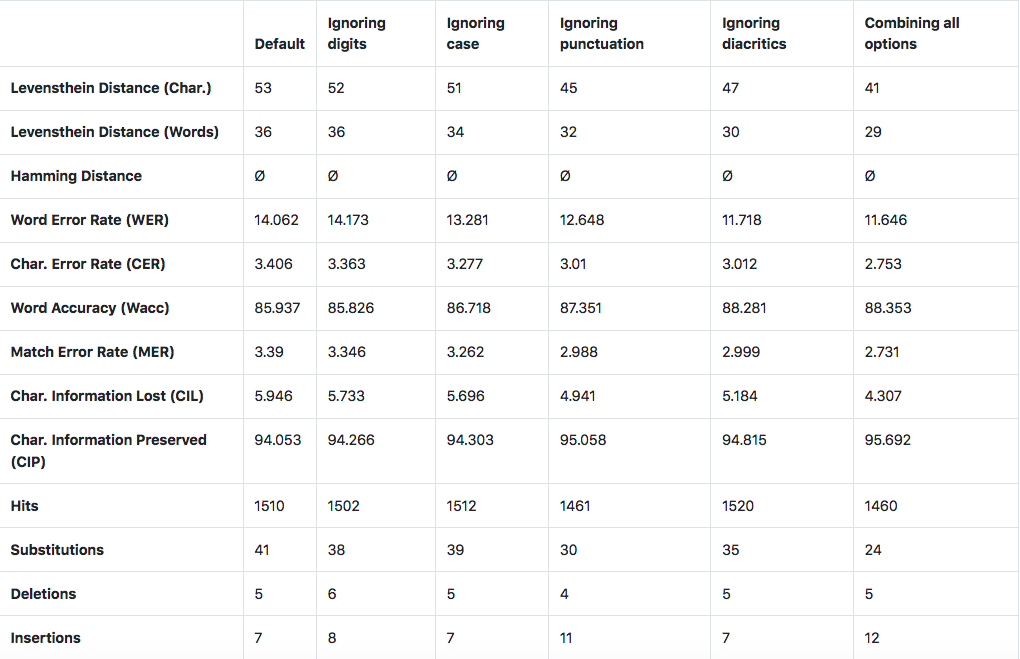 Default Ignoring digits Ignoring case Ignoring punctuation Ignoring diacritics Combining all options
Levensthein Distance (Char.) 53 52 51 45 47 41
Levensthein Distance (Words) 36 36 34 32 30 29
Hamming Distance Ø Ø Ø Ø Ø Ø
Word Error Rate (WER) 14.062 14.173 13.281 12.648 11.718 11.646
Char. Error Rate (CER) 3.406 3.363 3.277 3.01 3.012 2.753
Word Accuracy (Wacc) 85.937 85.826 86.718 87.351 88.281 88.353
Match Error Rate (MER) 3.39 3.346 3.262 2.988 2.999 2.731
Char. Information Lost (CIL) 5.946 5.733 5.696 4.941 5.184 4.307
Char. Information Preserved (CIP) 94.053 94.266 94.303 95.058 94.815 95.692
Hits 1510 1502 1512 1461 1520 1460
Substitutions 41 38 39 30 35 24
Deletions 5 6 5 4 5 5
Insertions 7 8 7 11 7 12